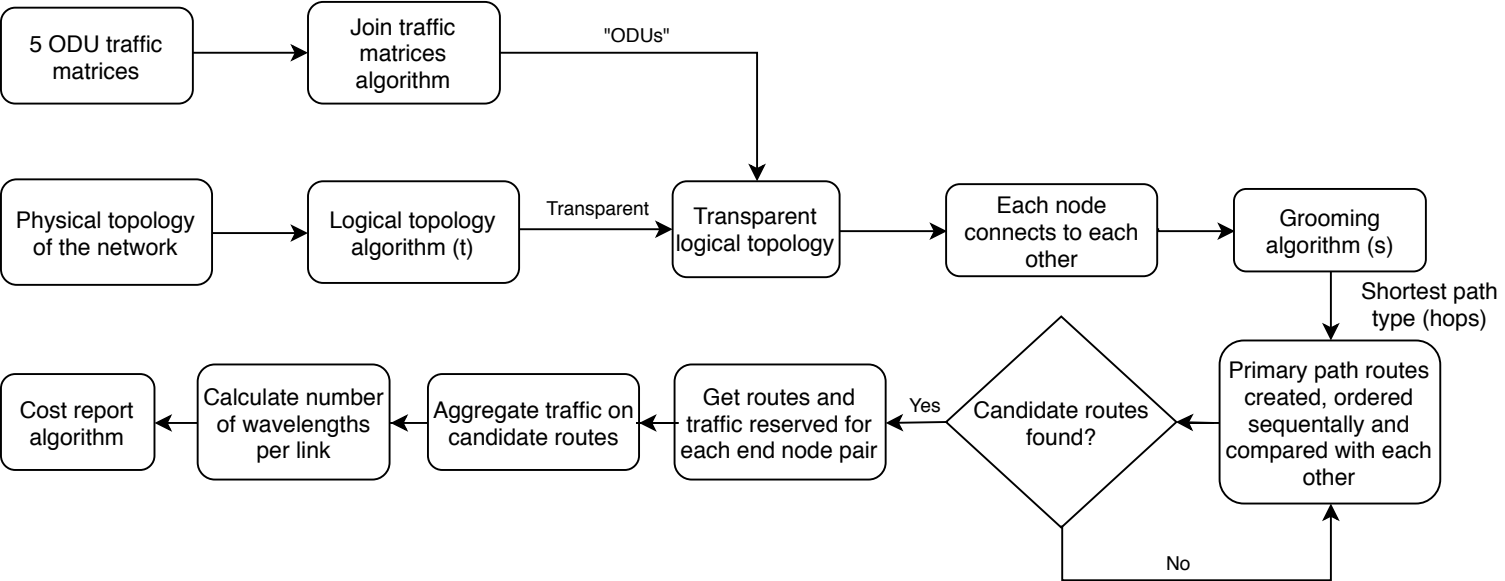 5 ODU traffic
matrices
Join traffic
matrices
algorithm
"ODUs"
Physical topology
of the network
Logical topology
algorithm (t)
Transparent
Transparent
logical topology
Each node
connects to each
other
Grooming
algorithm (s)
Shortest path
type (hops)
Primary path routes
created, ordered
sequentially and
compared with each
other
Candidate routes
found?
No
Yes
Get routes and
traffic reserved for
each end node pair
Aggregate traffic on
candidate routes
Calculate number
of wavelengths
per link
Cost report
algorithm